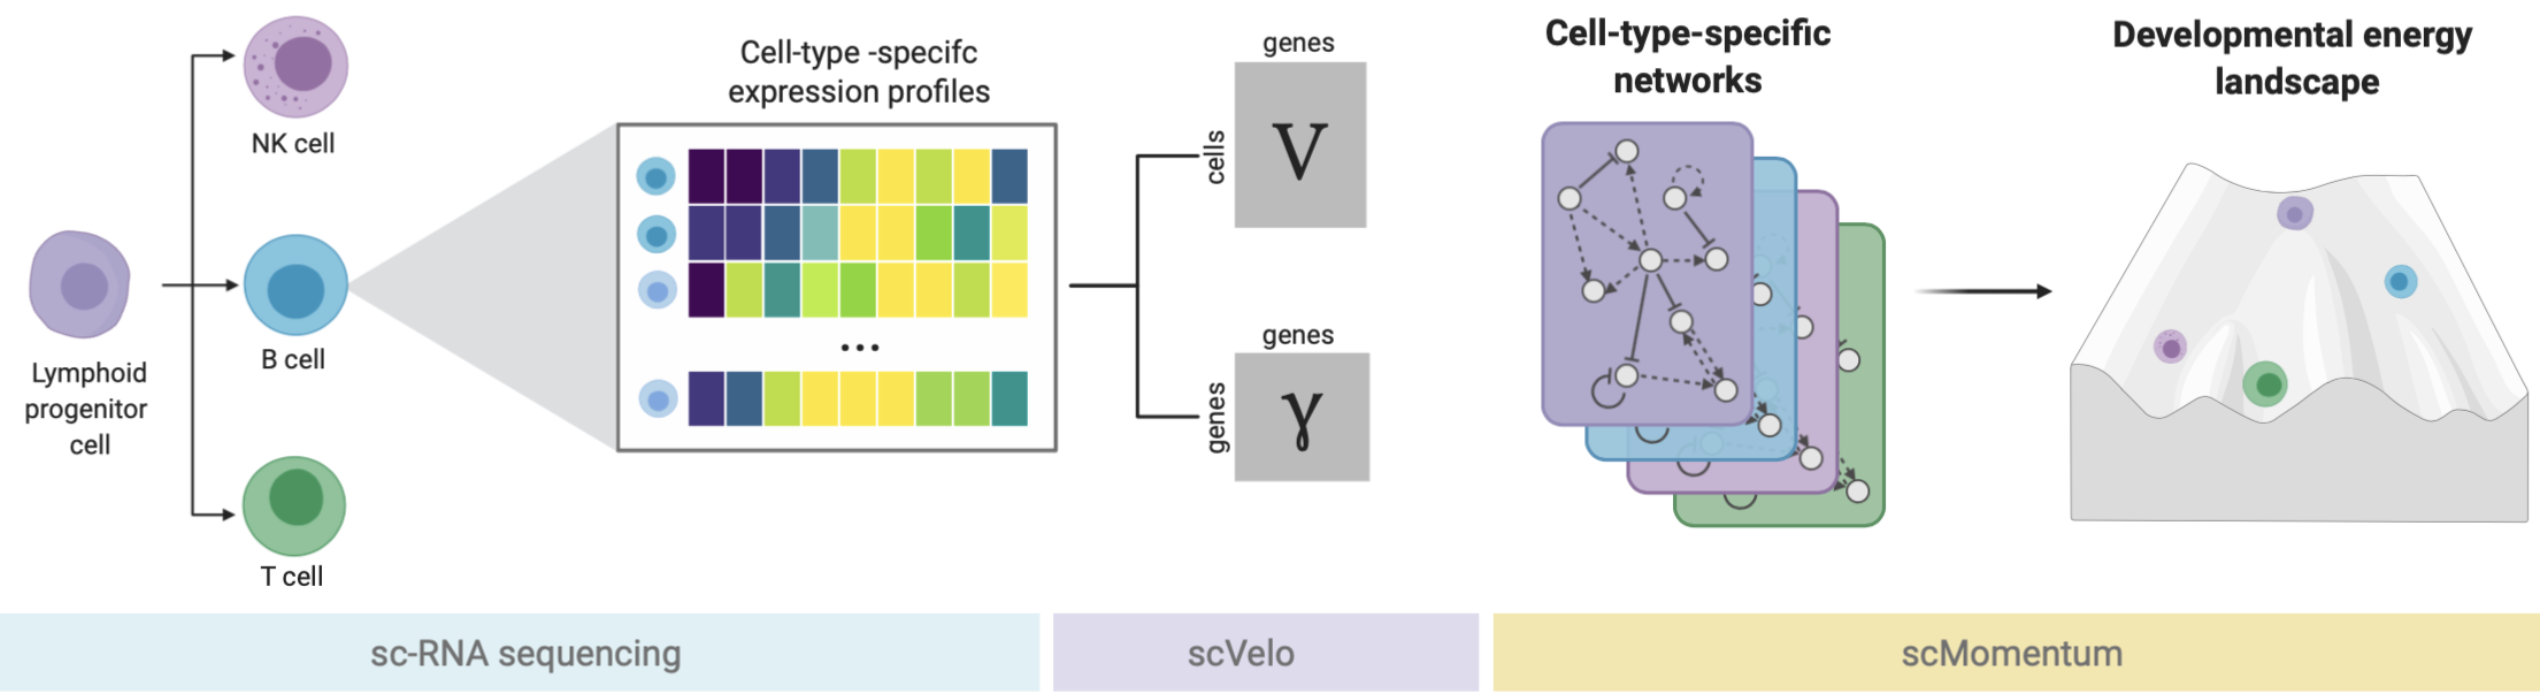 NK cell
Lymphoid
progenitor
cell
B cell
T cell
Cell-type -specifc
expression profiles
...
genes
cells
V
genes
genes
γ
Cell-type-specific
networks
Developmental energy
landscape
sc-RNA sequencing
scVelo
scMomentum